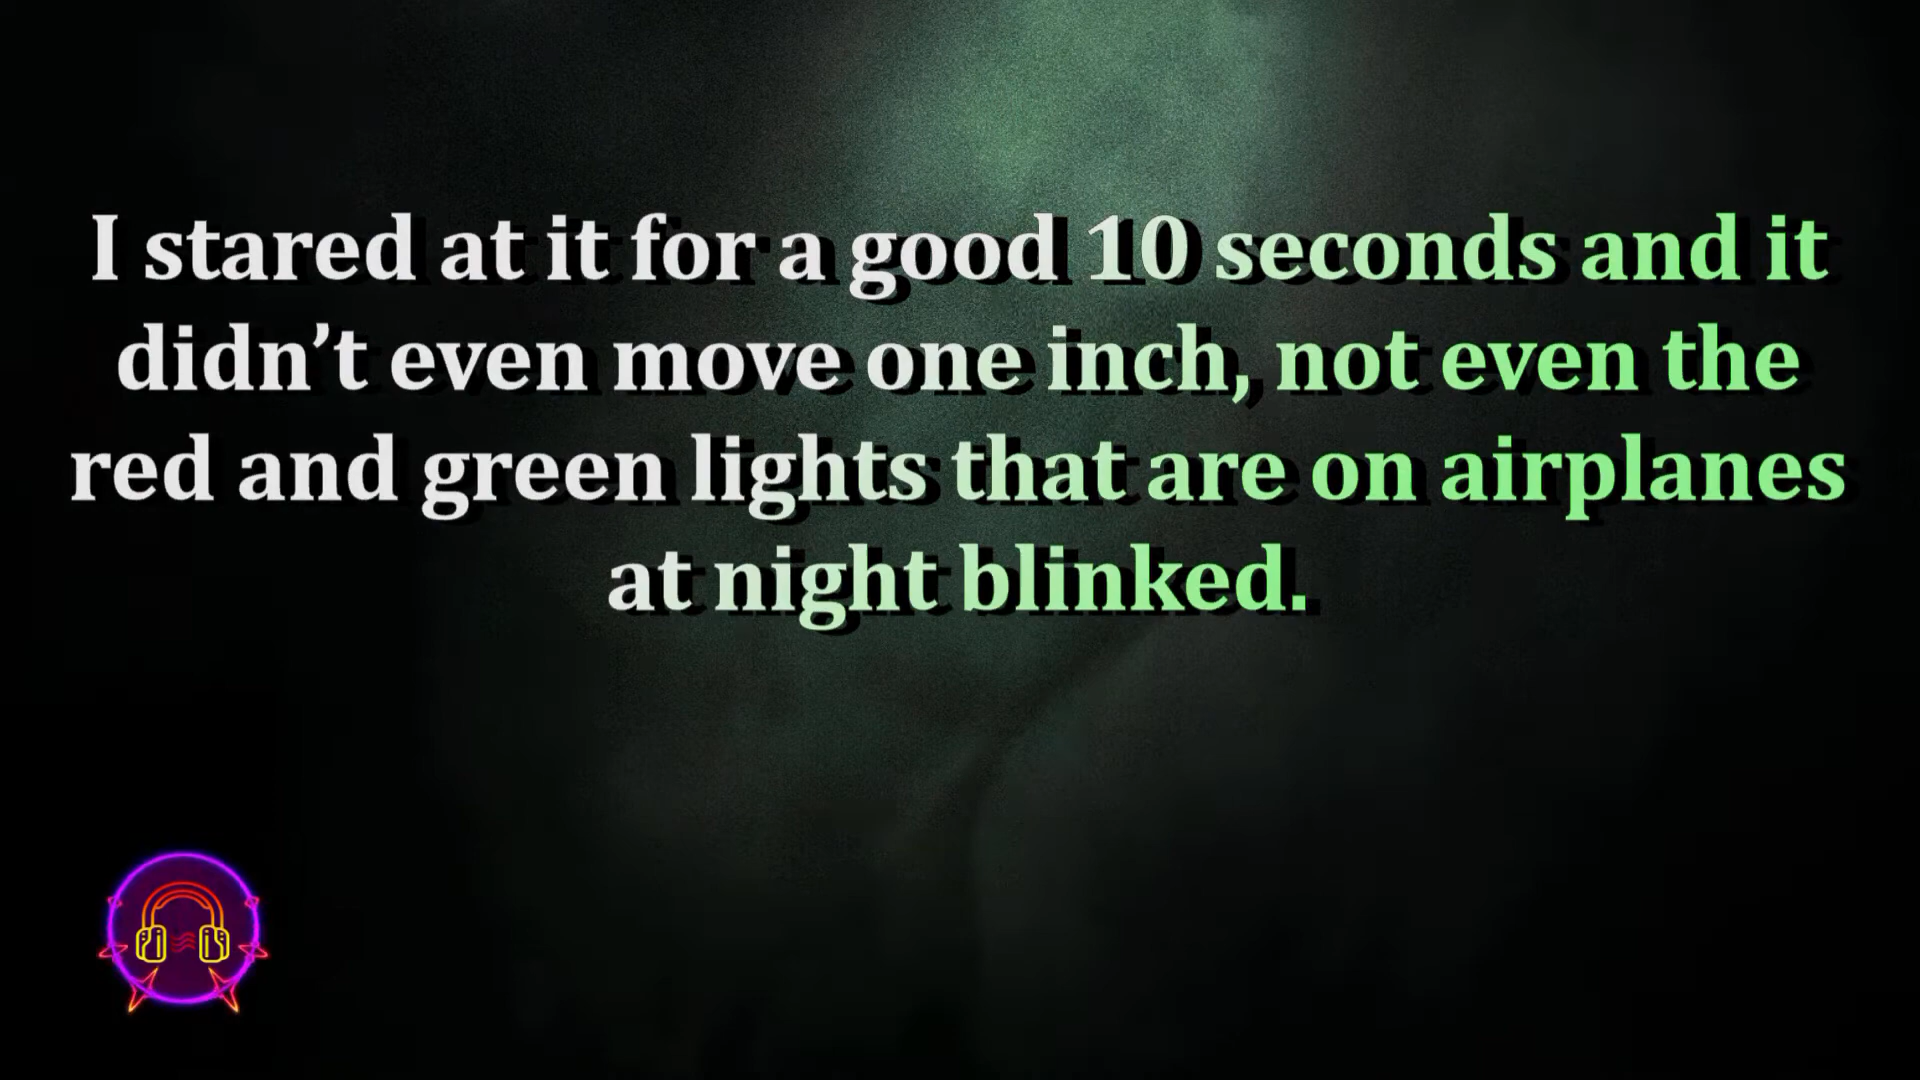 I stared at it for a good 10 seconds and it
didn’t even move one inch, not even the
red and green lights that are on airplanes
at night blinked.